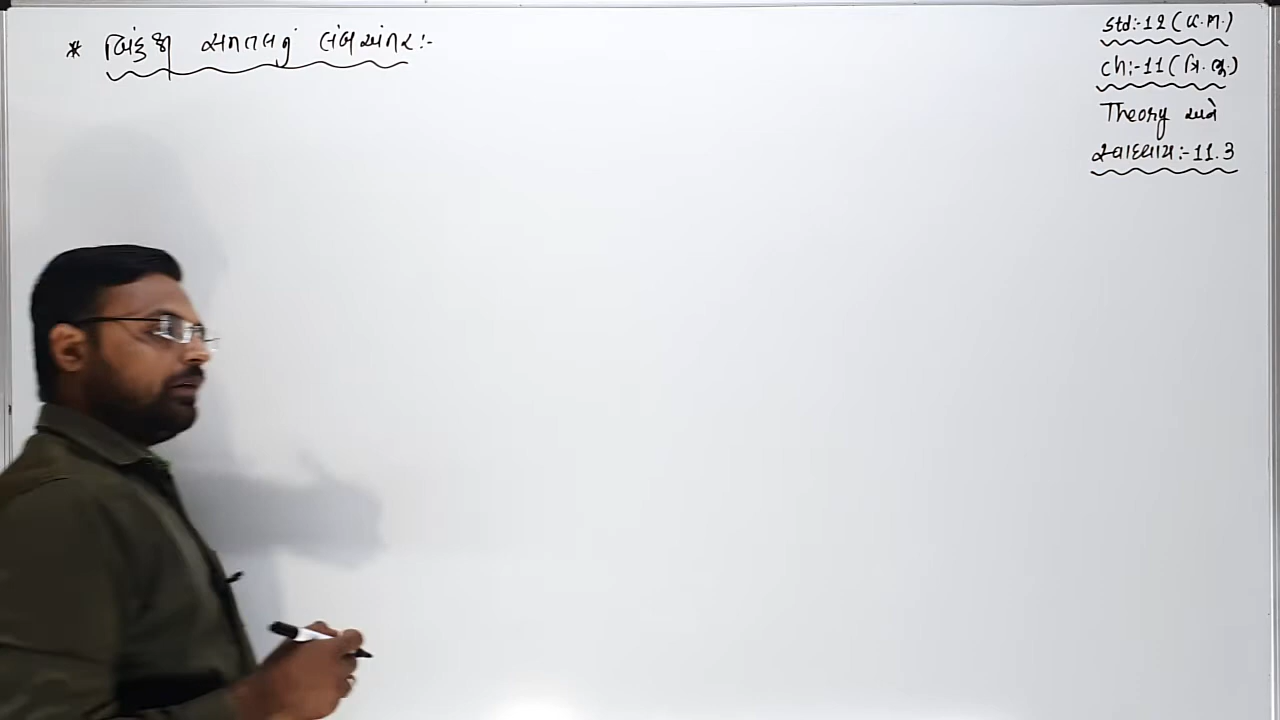 * બિંદુથી સમતલનું લંબઅંતર:-
Std:-12 (ગ.મ.)
Ch:-11 (ત્રિ.ભૂ.)
Theory અને
સ્વાધ્યાય:-11.3